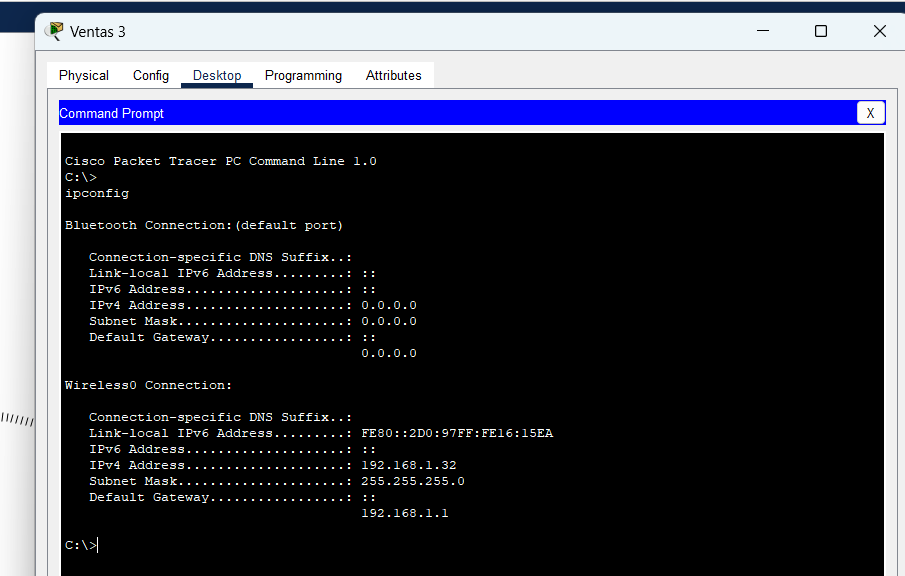 Ventas 3
Physical Config Desktop Programming Attributes
Command Prompt X
Cisco Packet Tracer PC Command Line 1.0
C:\>
ipconfig
Bluetooth Connection:(default port)
Connection-specific DNS Suffix..:
Link-local IPv6 Address.........: ::
IPv6 Address....................: ::
IPv4 Address....................: 0.0.0.0
Subnet Mask.....................: 0.0.0.0
Default Gateway.................: ::
0.0.0.0
Wireless0 Connection:
Connection-specific DNS Suffix..:
Link-local IPv6 Address.........: FE80::2D0:97FF:FE16:15EA
IPv6 Address....................: ::
IPv4 Address....................: 192.168.1.32
Subnet Mask.....................: 255.255.255.0
Default Gateway.................: ::
192.168.1.1
C:\>